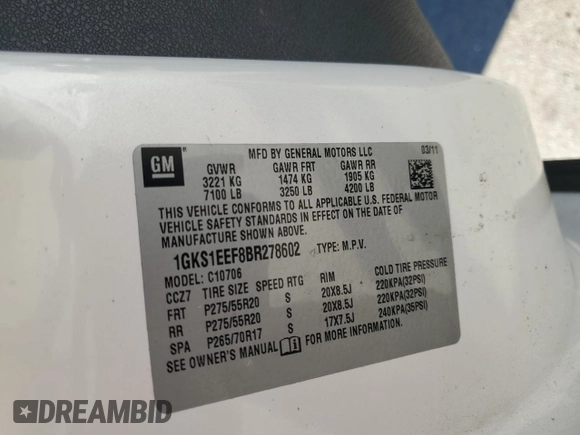 GM
MFD BY GENERAL MOTORS LLC
03/11
GVWR GAWR FRT GAWR RR
3221 KG 1474 KG 1905 KG
7100 LB 3250 LB 4200 LB
THIS VEHICLE CONFORMS TO ALL APPLICABLE U.S. FEDERAL MOTOR
VEHICLE SAFETY STANDARDS IN EFFECT ON THE DATE OF
MANUFACTURE SHOWN ABOVE.
1GKS1EEF8BR278602 TYPE: M.P.V.
MODEL: C10706
CCZ7 TIRE SIZE SPEED RTG RIM COLD TIRE PRESSURE
FRT P275/55R20 S 20X8.5J 220KPA(32PSI)
RR P275/55R20 S 20X8.5J 220KPA(32PSI)
SPA P265/70R17 S 17X7.5J 240KPA(35PSI)
SEE OWNER'S MANUAL FOR MORE INFORMATION.
DREAMBID